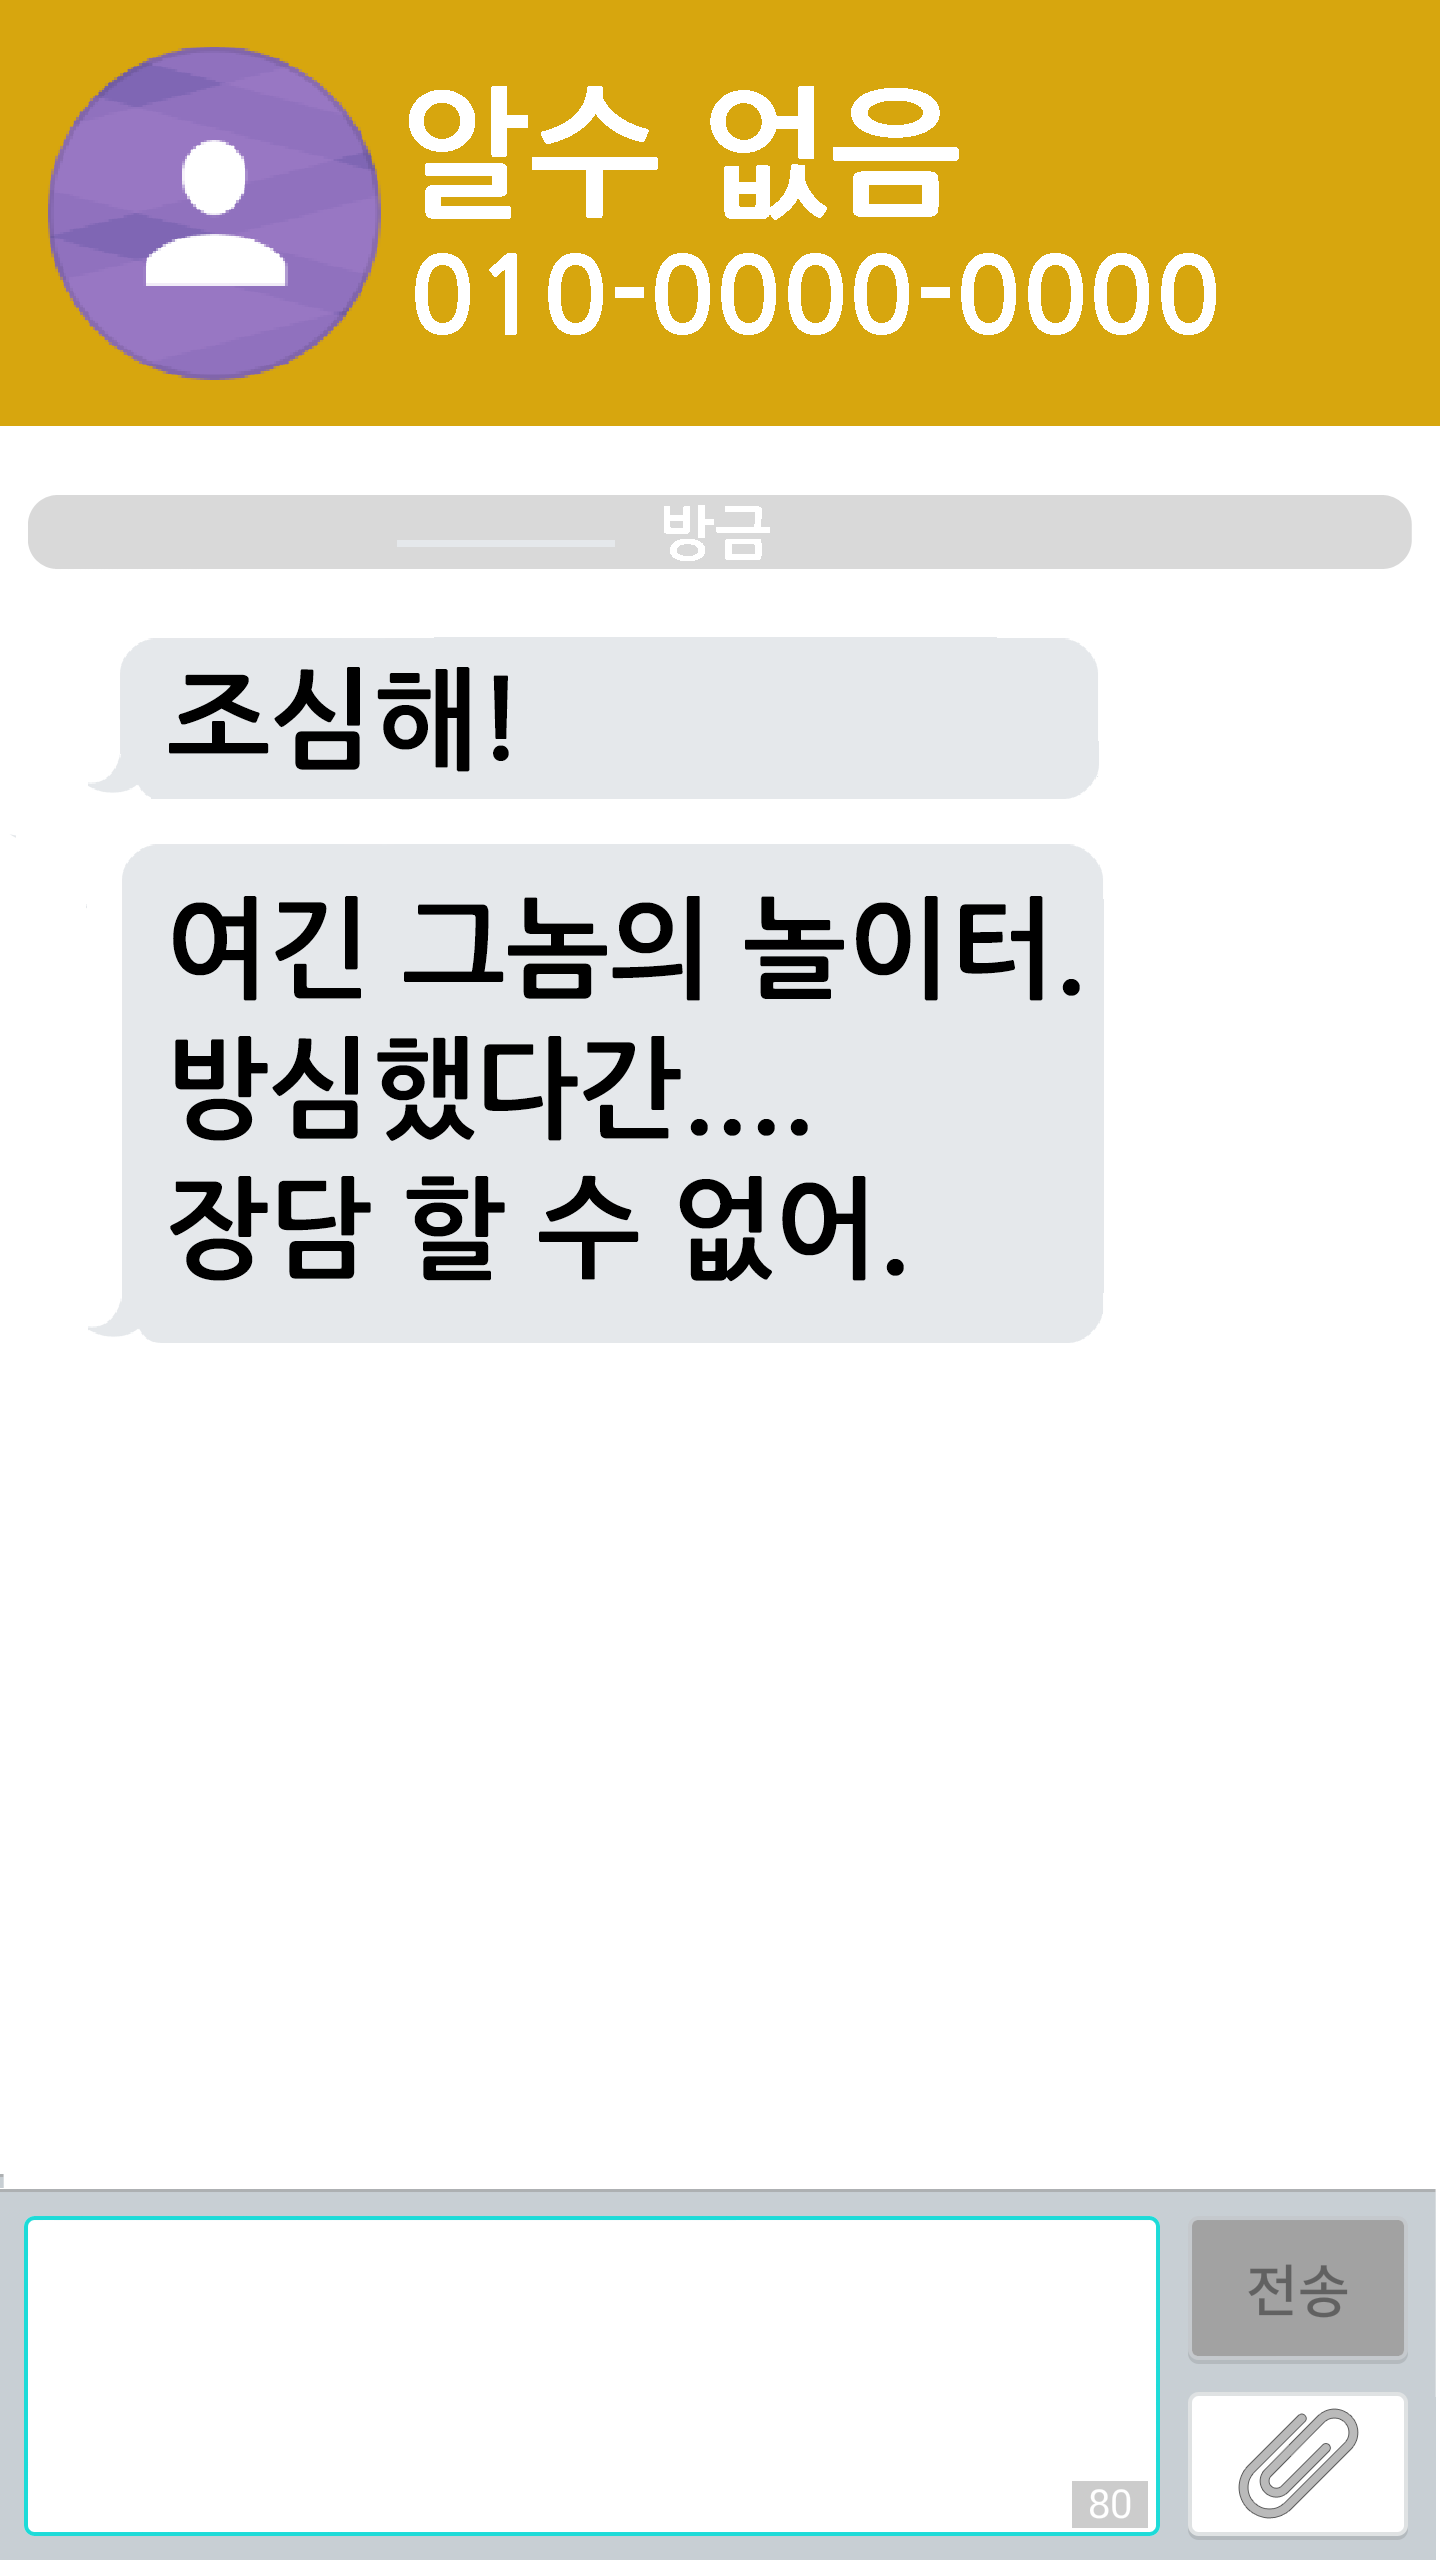 알수 없음
010-0000-0000
방금
조심해!
여긴 그놈의 놀이터.
방심했다간....
장담 할 수 없어.
전송
80